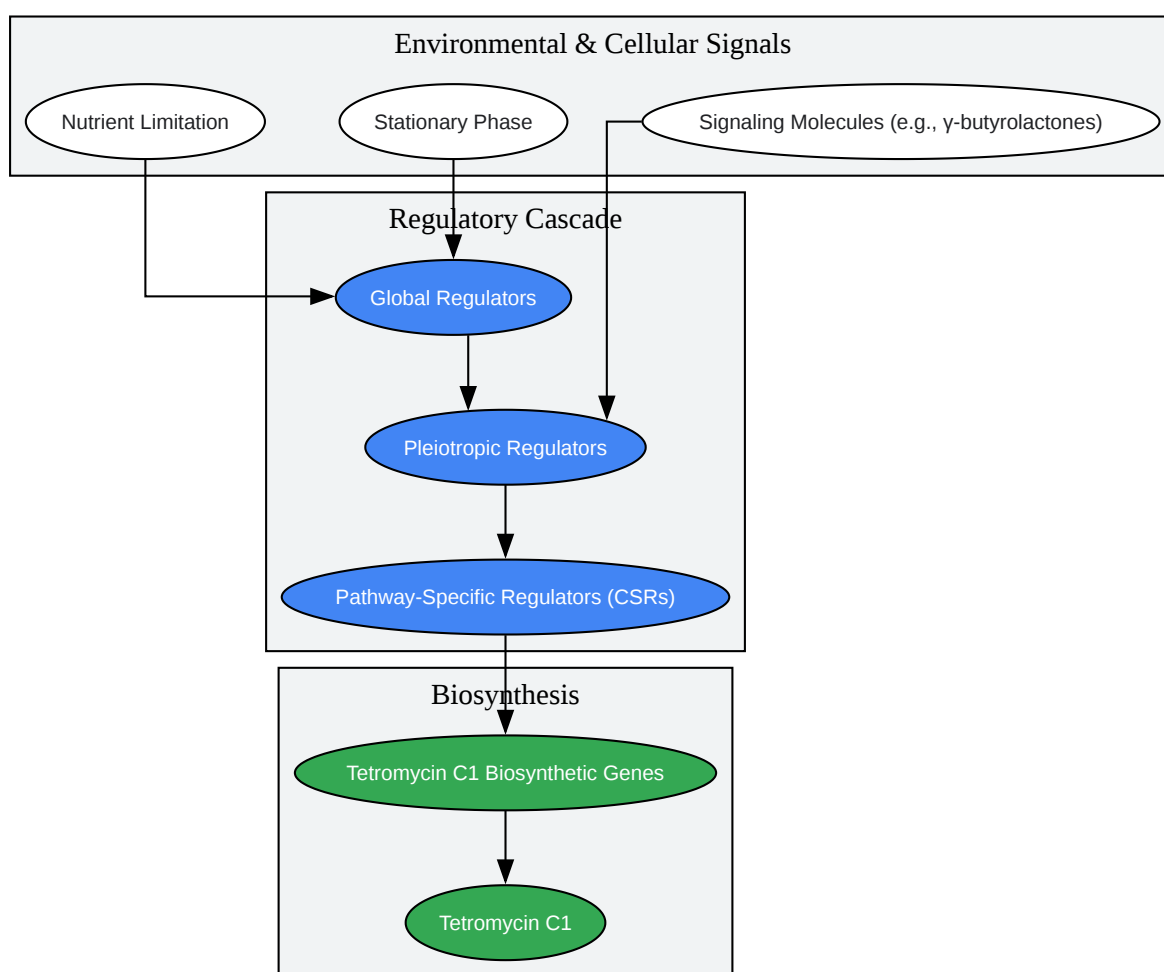 Environmental & Cellular Signals
Nutrient Limitation
Stationary Phase
Signaling Molecules (e.g., γ-butyrolactones)
Regulatory Cascade
Global Regulators
Pleiotropic Regulators
Pathway-Specific Regulators (CSRs)
Biosynthesis
Tetromycin C1 Biosynthetic Genes
Tetromycin C1